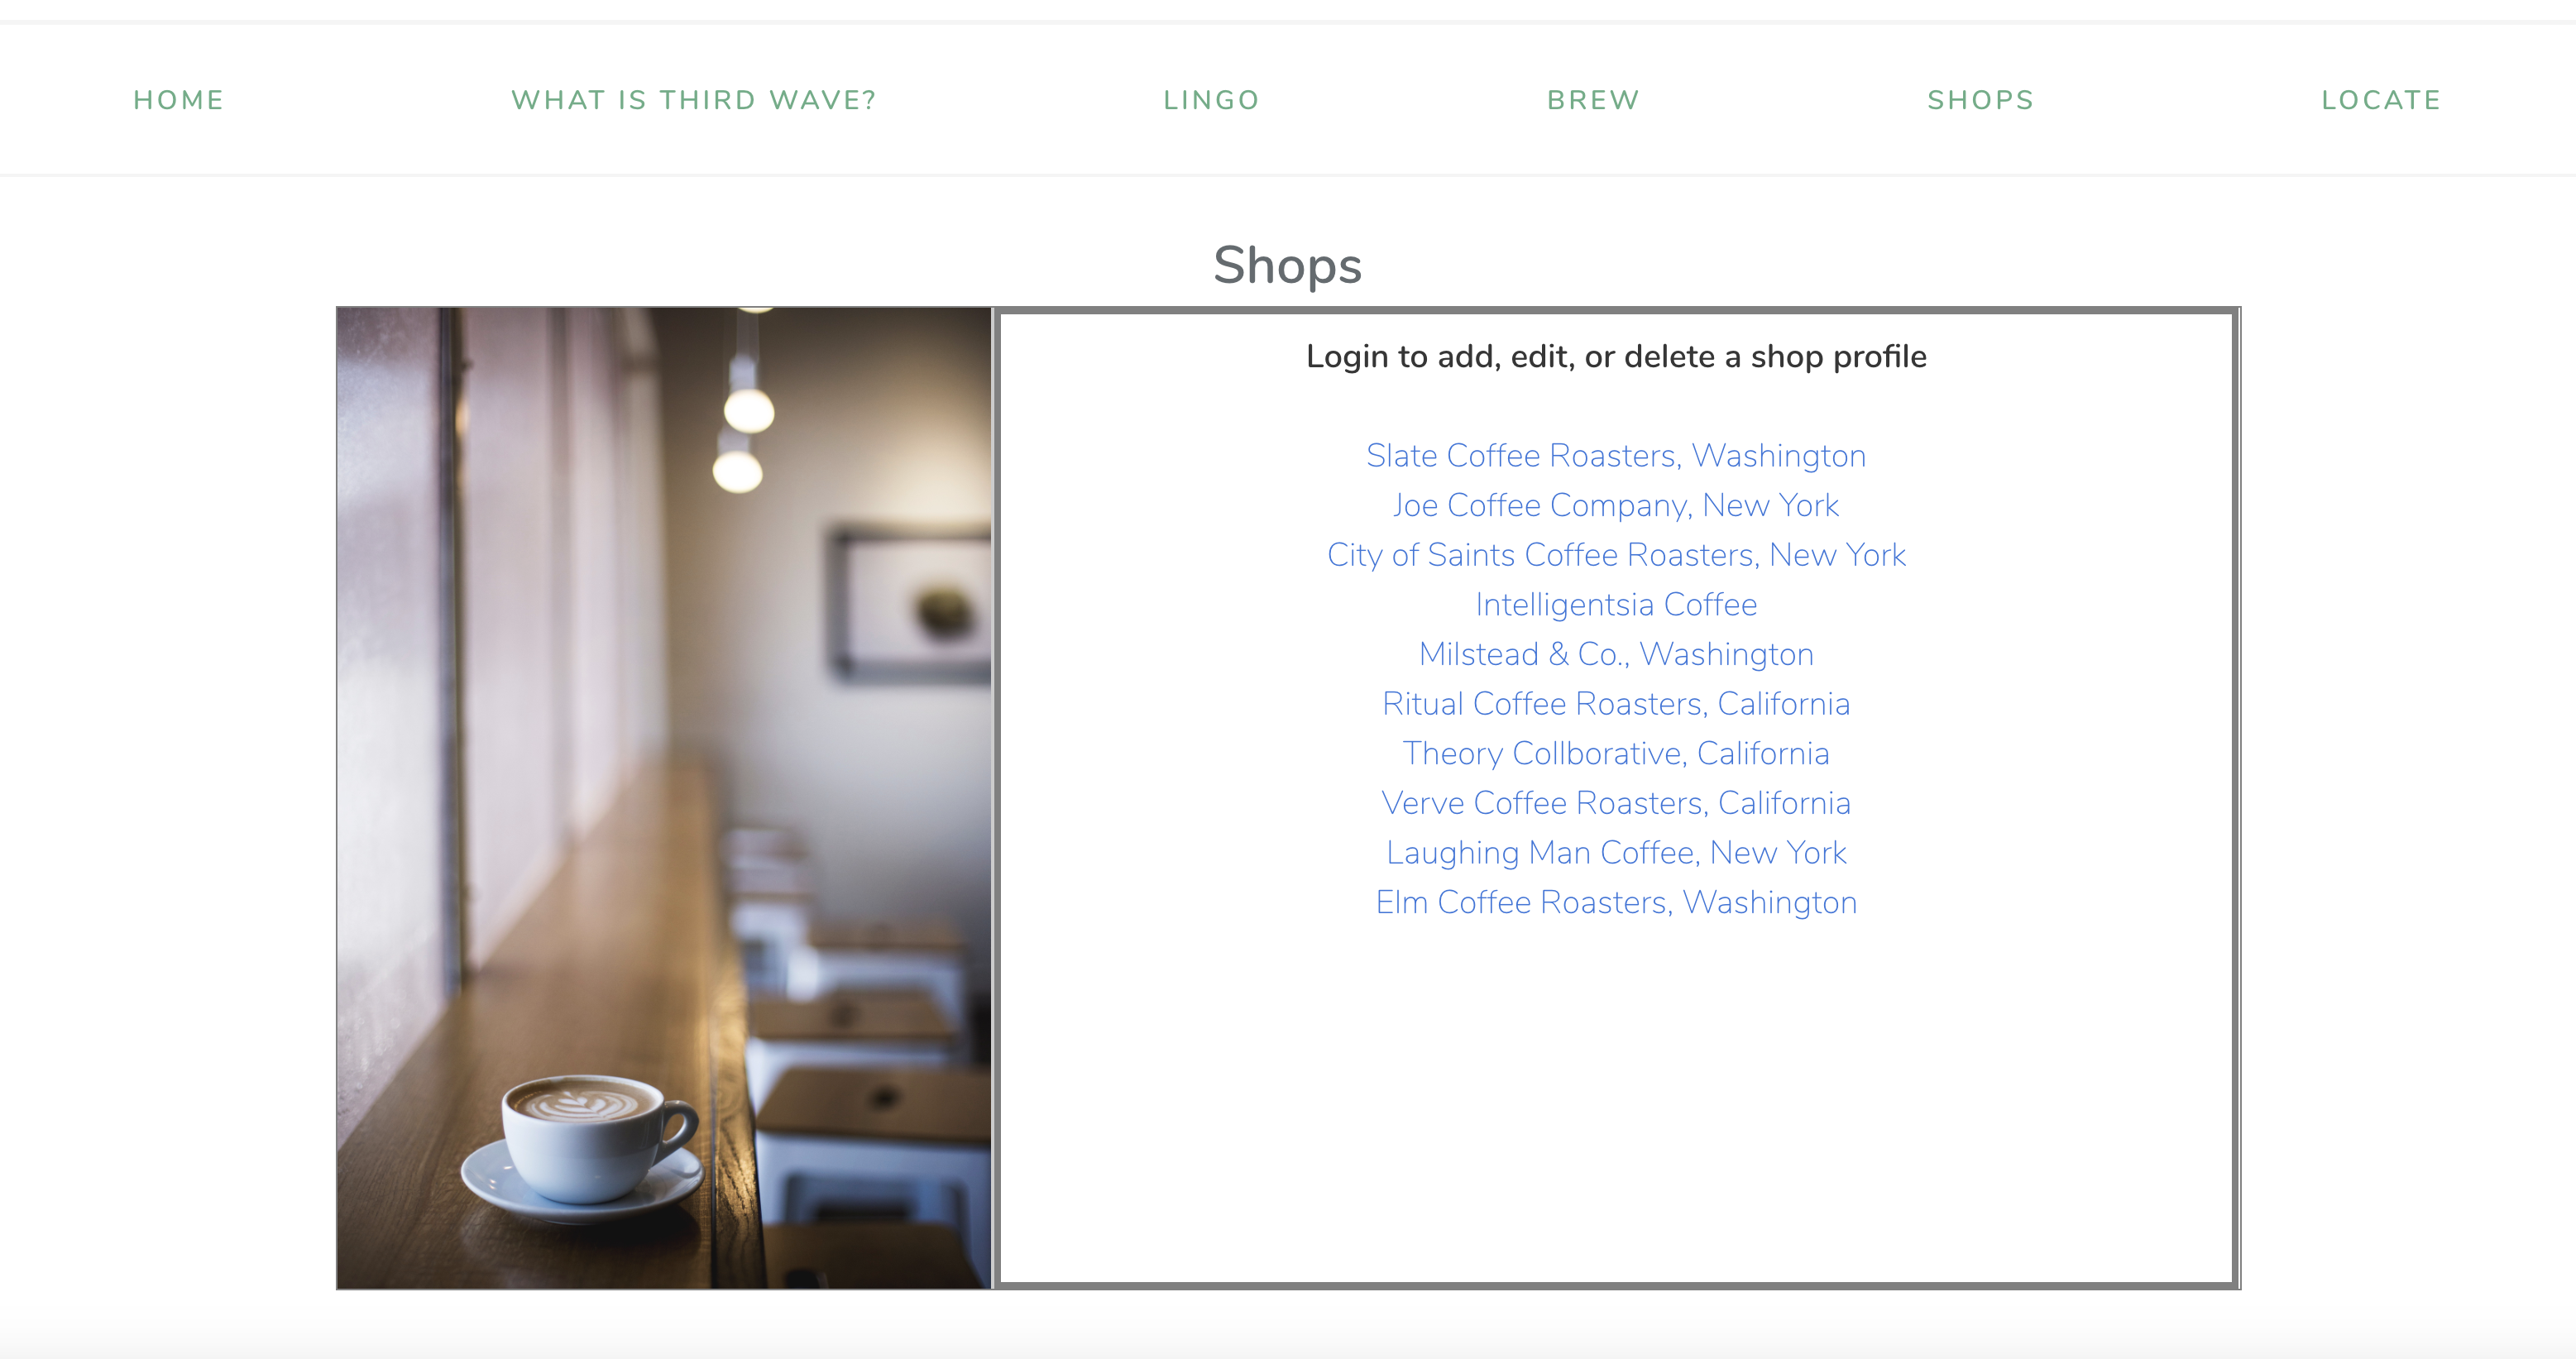 HOME WHAT IS THIRD WAVE? LINGO BREW SHOPS LOCATE
Shops
Login to add, edit, or delete a shop profile
Slate Coffee Roasters, Washington
Joe Coffee Company, New York
City of Saints Coffee Roasters, New York
Intelligentsia Coffee
Milstead & Co., Washington
Ritual Coffee Roasters, California
Theory Collborative, California
Verve Coffee Roasters, California
Laughing Man Coffee, New York
Elm Coffee Roasters, Washington